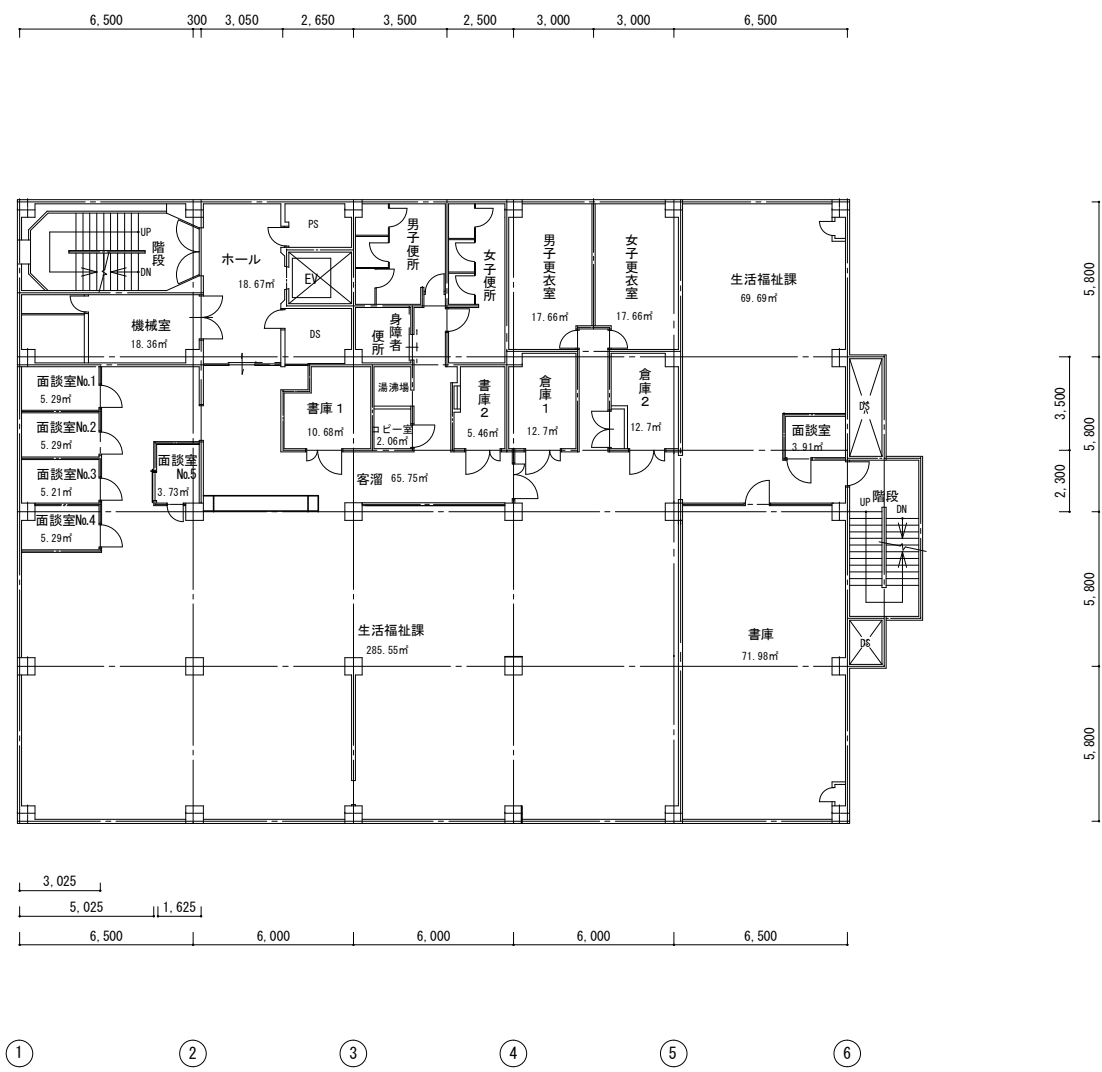 6,500 300 3,050 2,650 3,500 2,500 3,000 3,000 6,500
UP
階段
DN
ホール
18.67㎡
PS
EV
DS
機械室
18.36㎡
男子便所
女子便所
身障者
便所
男子更衣室
17.66㎡
女子更衣室
17.66㎡
生活福祉課
69.69㎡
5,800
面談室No.1
5.29㎡
面談室No.2
5.29㎡
面談室No.3
5.21㎡
面談室No.4
5.29㎡
面談室
No.5
3.73㎡
書庫1
10.68㎡
湯沸場
コピー室
2.06㎡
書庫2
5.46㎡
倉庫1
12.7㎡
倉庫2
12.7㎡
面談室
3.91㎡
DS
3,500
5,800
2,300
客溜 65.75㎡
階段
UP
DN
5,800
生活福祉課
285.55㎡
書庫
71.98㎡
DS
5,800
3,025
5,025 1,625
6,500 6,000 6,000 6,000 6,500
1 2 3 4 5 6